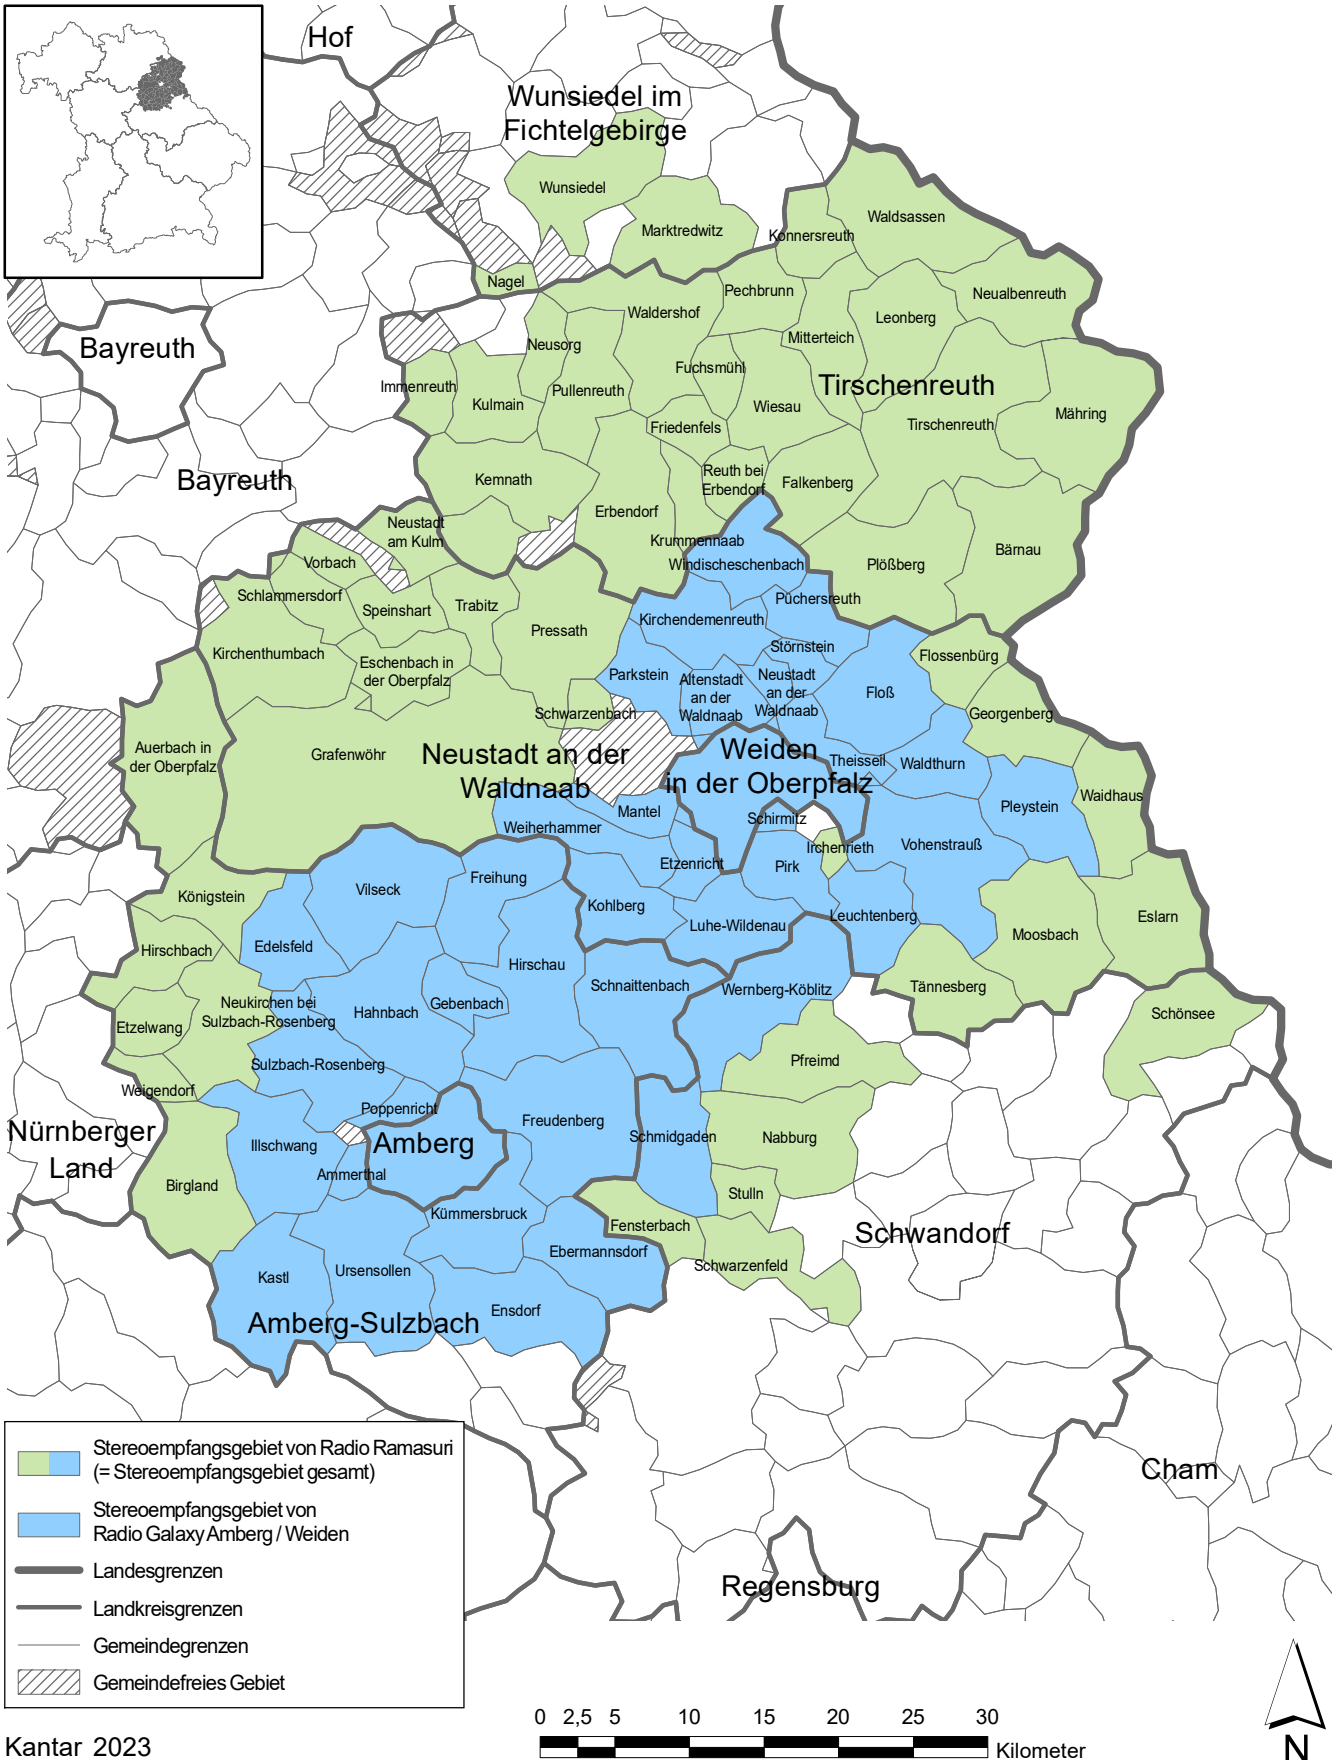 Hof
Wunsiedel im
Fichtelgebirge
Wunsiedel
Marktredwitz
Waldsassen
Konnersreuth
Nagel
Pechbrunn
Neualbenreuth
Waldershof
Leonberg
Mitterteich
Bayreuth
Neusorg
Fuchsmühl
Tirschenreuth
Immenreuth
Pullenreuth
Kulmain
Wiesau
Mähring
Friedenfels
Tirschenreuth
Bayreuth
Kemnath
Reuth bei
Erbendorf
Falkenberg
Erbendorf
Neustadt
am Kulm
Krummennaab
Windischeschenbach
Bärnau
Plößberg
Vorbach
Schlammersdorf
Speinshart
Trabitz
Püchersreuth
Kirchendemenreuth
Pressath
Störnstein
Kirchenthumbach
Eschenbach in
der Oberpfalz
Flossenbürg
Parkstein
Altenstadt
an der
Waldnaab
Neustadt
an der
Waldnaab
Floß
Schwarzenbach
Georgenberg
Auerbach in
der Oberpfalz
Grafenwöhr
Neustadt an der
Waldnaab
Weiden
in der Oberpfalz
Theisseil
Waldthurn
Pleystein
Waidhaus
Mantel
Schirmitz
Weiherhammer
Irchenrieth
Vohenstrauß
Etzenricht
Pirk
Vilseck
Freihung
Königstein
Kohlberg
Leuchtenberg
Eslarn
Luhe-Wildenau
Moosbach
Edelsfeld
Hirschbach
Hirschau
Schnaittenbach
Wernberg-Köblitz
Tännesberg
Neukirchen bei
Sulzbach-Rosenberg
Gebenbach
Hahnbach
Etzelwang
Schönsee
Sulzbach-Rosenberg
Pfreimd
Weigendorf
Poppenricht
Freudenberg
Nürnberger
Land
Amberg
Schmidgaden
Nabburg
Illschwang
Ammerthal
Birgland
Stulln
Kümmersbruck
Fensterbach
Schwandorf
Ebermannsdorf
Schwarzenfeld
Kastl
Ursensollen
Ensdorf
Amberg-Sulzbach
Cham
Regensburg
Stereoempfangsgebiet von Radio Ramasuri
(= Stereoempfangsgebiet gesamt)
Stereoempfangsgebiet von
Radio Galaxy Amberg / Weiden
Landesgrenzen
Landkreisgrenzen
Gemeindegrenzen
Gemeindefreies Gebiet
0 2,5 5 10 15 20 25 30
Kilometer
N
Kantar 2023